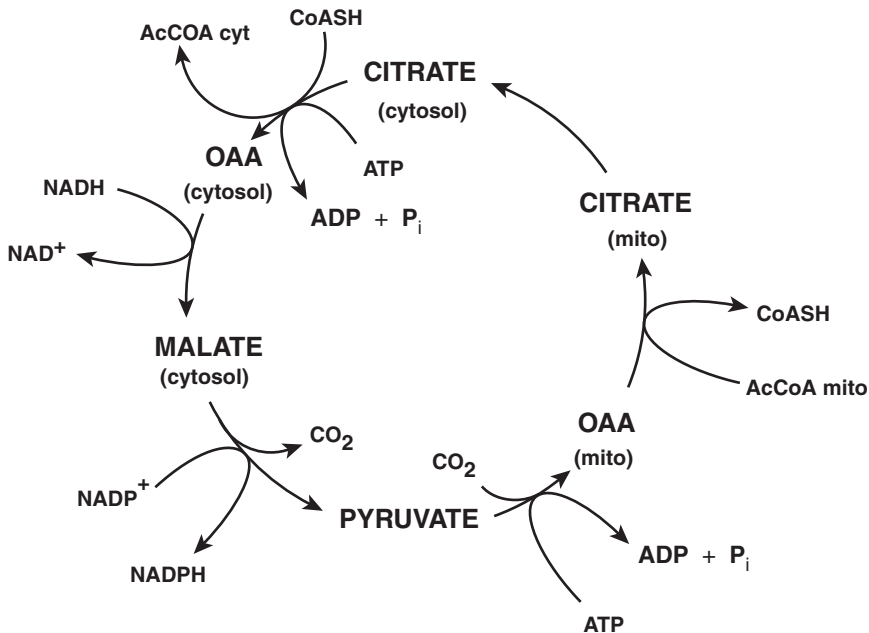 CoASH
AcCOA cyt
CITRATE
(cytosol)
OAA
(cytosol)
ATP
NADH
ADP + Pi
CITRATE
(mito)
NAD+
CoASH
MALATE
(cytosol)
AcCoA mito
OAA
(mito)
CO2
CO2
NADP+
PYRUVATE
ADP + Pi
NADPH
ATP